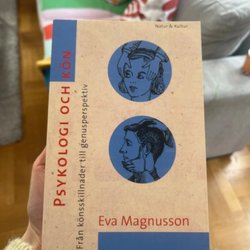 Natur & Kultur
PSYKOLOGI OCH KÖN
Från könsskillnader till genusperspektiv
Eva Magnusson